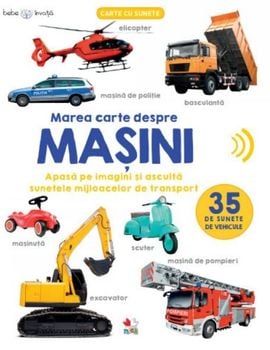 bebe învață
CARTE CU SUNETE
elicopter
mașină de poliție
basculantă
Marea carte despre
MAȘINI
Apasă pe imagini și ascultă
sunetele mijloacelor de transport
35
DE SUNETE
DE VEHICULE
mașinuță
scuter
mașină de pompieri
excavator
POMPIERI